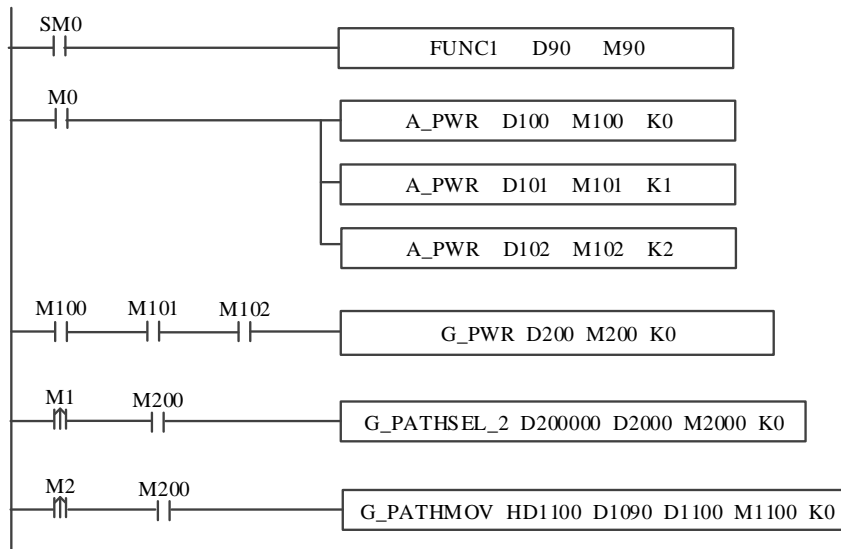 SM0
FUNC1 D90 M90
M0
A_PWR D100 M100 K0
A_PWR D101 M101 K1
A_PWR D102 M102 K2
M100 M101 M102
G_PWR D200 M200 K0
M1 M200
G_PATHSEL_2 D200000 D2000 M2000 K0
M2 M200
G_PATHMOV HD1100 D1090 D1100 M1100 K0